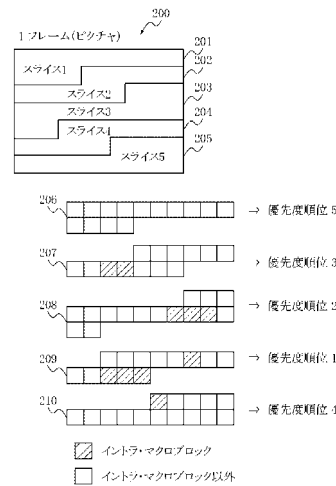 200
1フレーム(ピクチャ)
201
スライス1
202
スライス2
203
スライス3
204
スライス4
205
スライス5
206
→ 優先度順位5
207
→ 優先度順位3
208
→ 優先度順位2
209
→ 優先度順位1
210
→ 優先度順位4
イントラ・マクロブロック
イントラ・マクロブロック以外